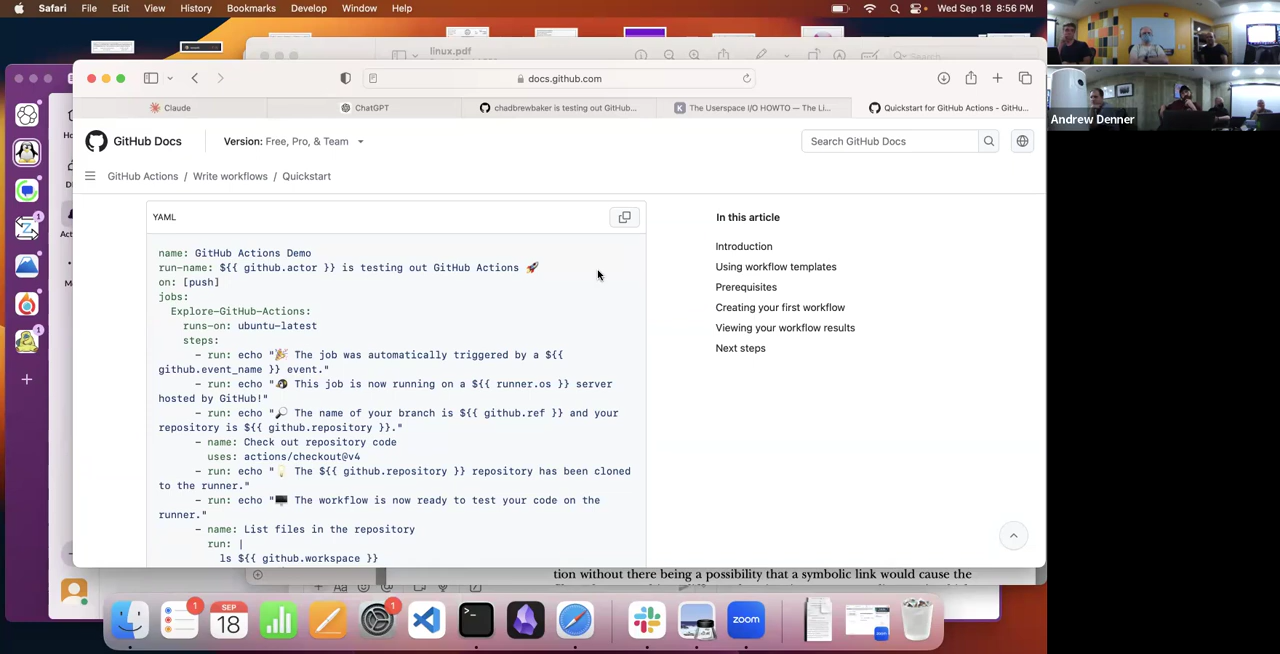 Safari File Edit View History Bookmarks Develop Window Help
Wed Sep 18 8:56 PM
linux.pdf
Search
docs.github.com
Claude
ChatGPT
chadbrewbaker is testing out GitHub...
The Userspace I/O HOWTO — The Li...
Quickstart for GitHub Actions - GitHu...
GitHub Docs
Version: Free, Pro, & Team
Search GitHub Docs
GitHub Actions / Write workflows / Quickstart
YAML
name: GitHub Actions Demo
run-name: ${{ github.actor }} is testing out GitHub Actions 🚀
on: [push]
jobs:
Explore-GitHub-Actions:
runs-on: ubuntu-latest
steps:
- run: echo "🎉 The job was automatically triggered by a ${{
github.event_name }} event."
- run: echo "🐧 This job is now running on a ${{ runner.os }} server
hosted by GitHub!"
- run: echo "🔎 The name of your branch is ${{ github.ref }} and your
repository is ${{ github.repository }}."
- name: Check out repository code
uses: actions/checkout@v4
- run: echo "💡 The ${{ github.repository }} repository has been cloned
to the runner."
- run: echo "🖥️ The workflow is now ready to test your code on the
runner."
- name: List files in the repository
run: |
ls ${{ github.workspace }}
In this article
Introduction
Using workflow templates
Prerequisites
Creating your first workflow
Viewing your workflow results
Next steps
tion without there being a possibility that a symbolic link would cause the
Andrew Denner
1
SEP
18
1
zoom